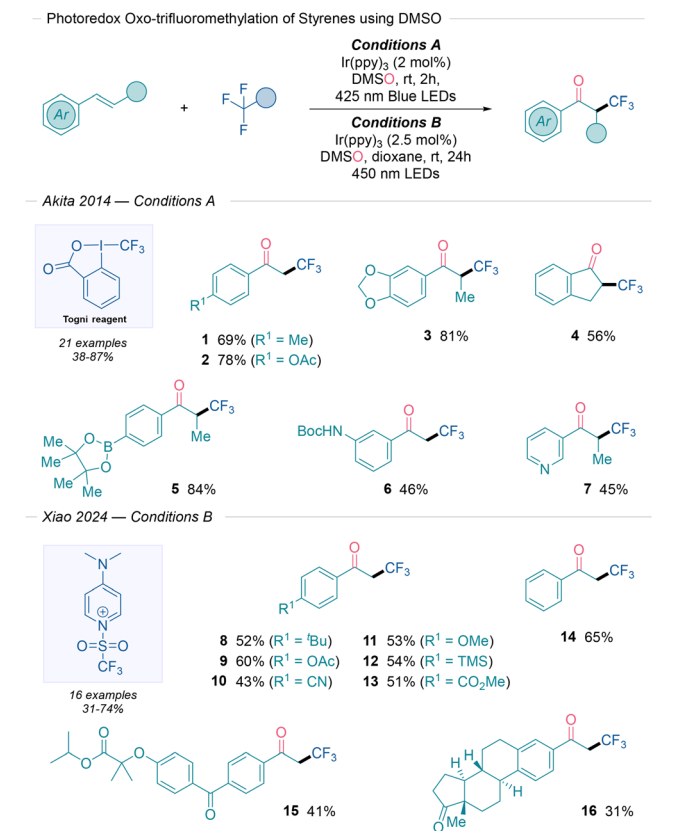 Photoredox Oxo-trifluoromethylation of Styrenes using DMSO
Conditions A
Ir(ppy)₃ (2 mol%)
DMSO, rt, 2h,
425 nm Blue LEDs
Conditions B
Ir(ppy)₃ (2.5 mol%)
DMSO, dioxane, rt, 24h
450 nm LEDs
Ar
+
F
F
F
Ar
O
CF₃
Akita 2014 — Conditions A
O
I
CF₃
O
Togni reagent
21 examples
38-87%
O
CF₃
R¹
1 69% (R¹ = Me)
2 78% (R¹ = OAc)
O
O
O
CF₃
Me
3 81%
O
CF₃
4 56%
O
CF₃
Me
Me
Me
Me
Me
O
B
O
5 84%
BocHN
O
CF₃
6 46%
O
CF₃
Me
N
7 45%
Xiao 2024 — Conditions B
N
+
N
O=S=O
CF₃
16 examples
31-74%
O
CF₃
R¹
8 52% (R¹ = ᵗBu)
9 60% (R¹ = OAc)
10 43% (R¹ = CN)
11 53% (R¹ = OMe)
12 54% (R¹ = TMS)
13 51% (R¹ = CO₂Me)
O
CF₃
14 65%
O
O
O
O
O
CF₃
15 41%
O
CF₃
H
H
H
O
Me
16 31%